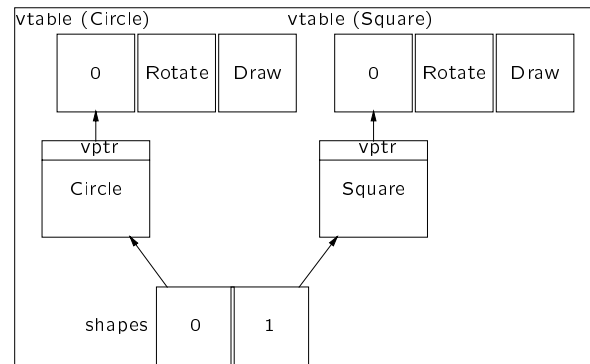 vtable (Circle) vtable (Square)
0 Rotate Draw 0 Rotate Draw
vptr vptr
Circle Square
shapes 0 1